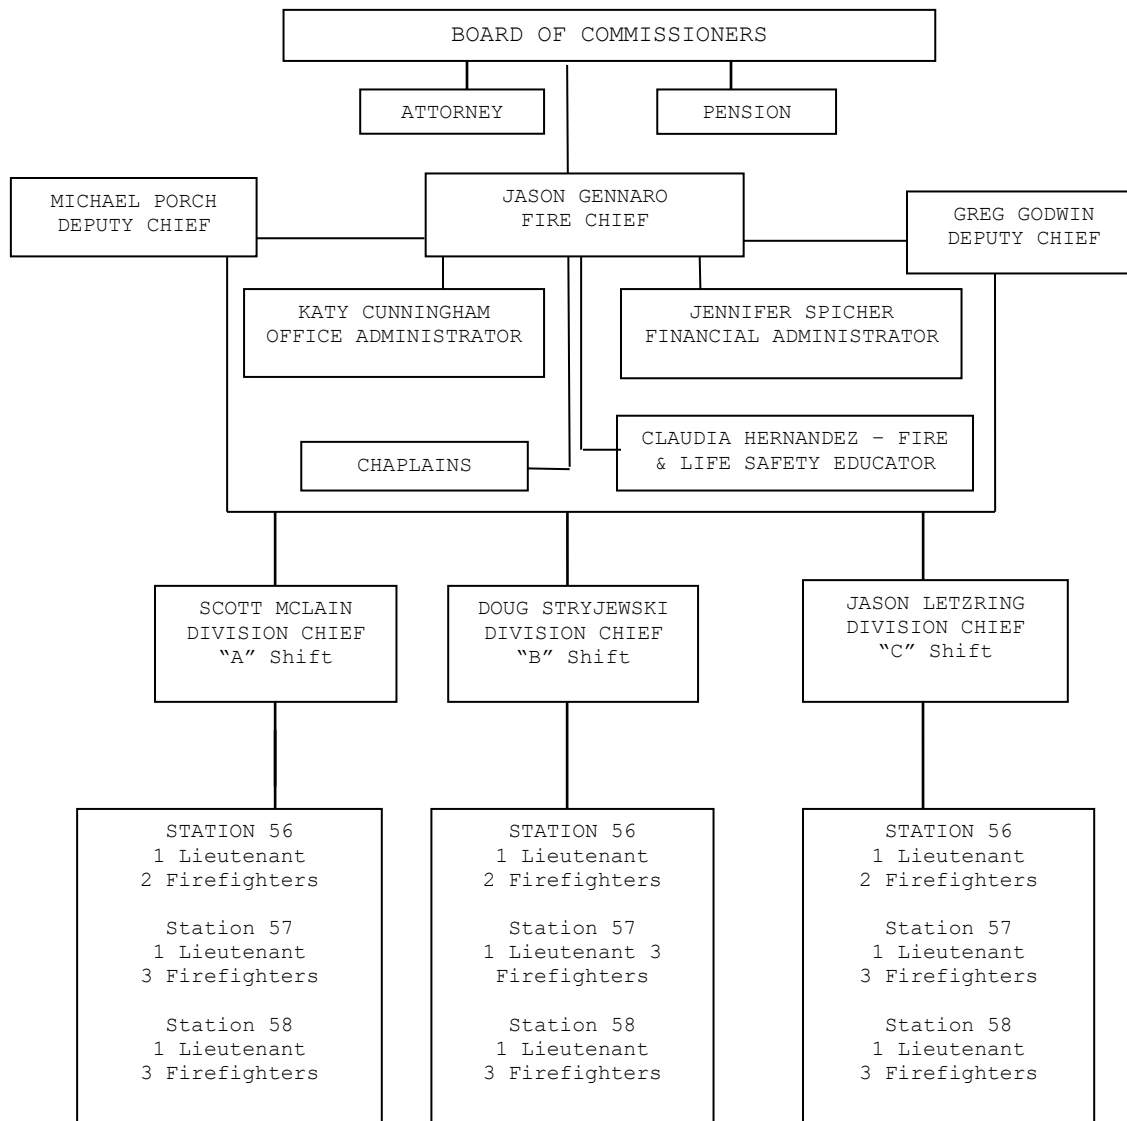 BOARD OF COMMISSIONERS
ATTORNEY
PENSION
MICHAEL PORCH
DEPUTY CHIEF
JASON GENNARO
FIRE CHIEF
GREG GODWIN
DEPUTY CHIEF
KATY CUNNINGHAM
OFFICE ADMINISTRATOR
JENNIFER SPICHER
FINANCIAL ADMINISTRATOR
CHAPLAINS
CLAUDIA HERNANDEZ – FIRE
& LIFE SAFETY EDUCATOR
SCOTT MCLAIN
DIVISION CHIEF
“A” Shift
DOUG STRYJEWSKI
DIVISION CHIEF
“B” Shift
JASON LETZRING
DIVISION CHIEF
“C” Shift
STATION 56
1 Lieutenant
2 Firefighters
Station 57
1 Lieutenant
3 Firefighters
Station 58
1 Lieutenant
3 Firefighters
STATION 56
1 Lieutenant
2 Firefighters
Station 57
1 Lieutenant 3
Firefighters
Station 58
1 Lieutenant
3 Firefighters
STATION 56
1 Lieutenant
2 Firefighters
Station 57
1 Lieutenant
3 Firefighters
Station 58
1 Lieutenant
3 Firefighters